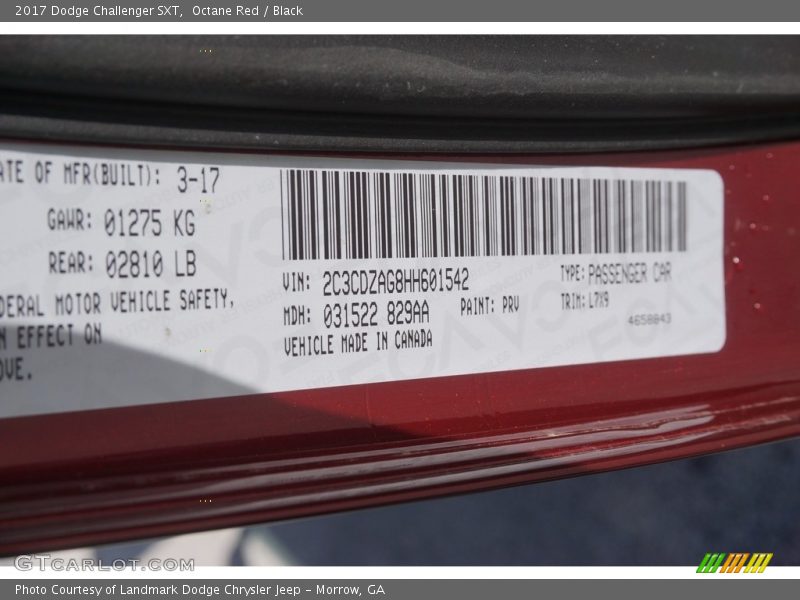 2017 Dodge Challenger SXT, Octane Red / Black
ATE OF MFR(BUILT): 3-17
GAWR: 01275 KG
REAR: 02810 LB
DERAL MOTOR VEHICLE SAFETY,
N EFFECT ON
OVE.
VIN: 2C3CDZAG8HH601542
TYPE: PASSENGER CAR
MDH: 031522 829AA
PAINT: PRV
TRIM: L7X9
VEHICLE MADE IN CANADA
4658843
GTCARLOT.COM
Photo Courtesy of Landmark Dodge Chrysler Jeep - Morrow, GA